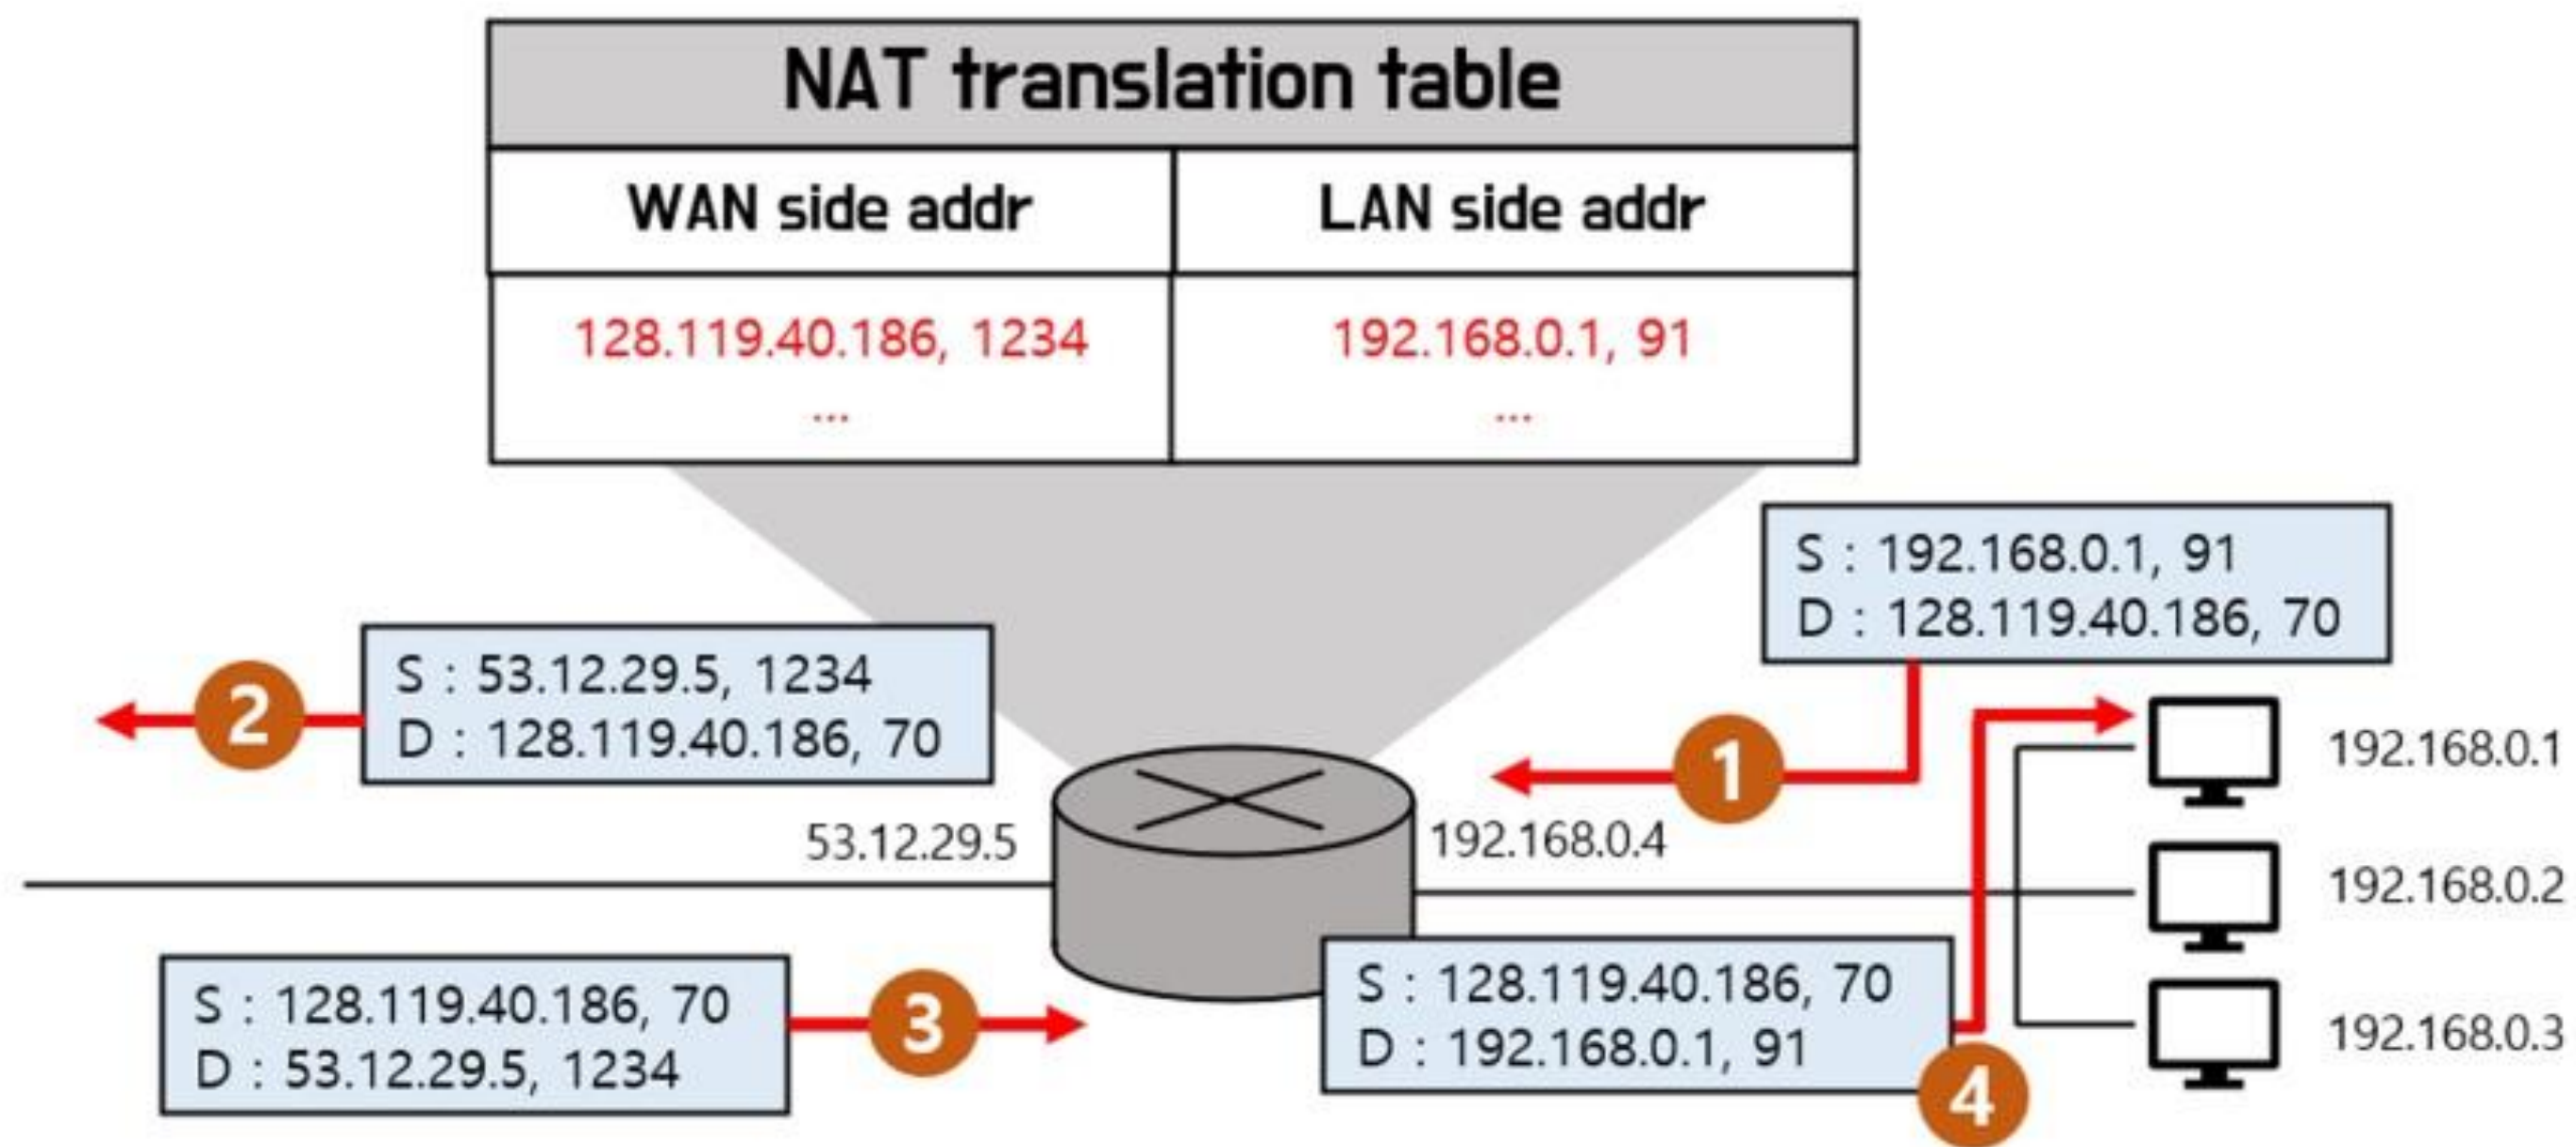 NAT translation table
WAN side addr
LAN side addr
128.119.40.186, 1234
192.168.0.1, 91
...
...
S : 192.168.0.1, 91
D : 128.119.40.186, 70
S : 53.12.29.5, 1234
D : 128.119.40.186, 70
2
1
192.168.0.1
53.12.29.5
192.168.0.4
192.168.0.2
S : 128.119.40.186, 70
D : 53.12.29.5, 1234
3
S : 128.119.40.186, 70
D : 192.168.0.1, 91
4
192.168.0.3